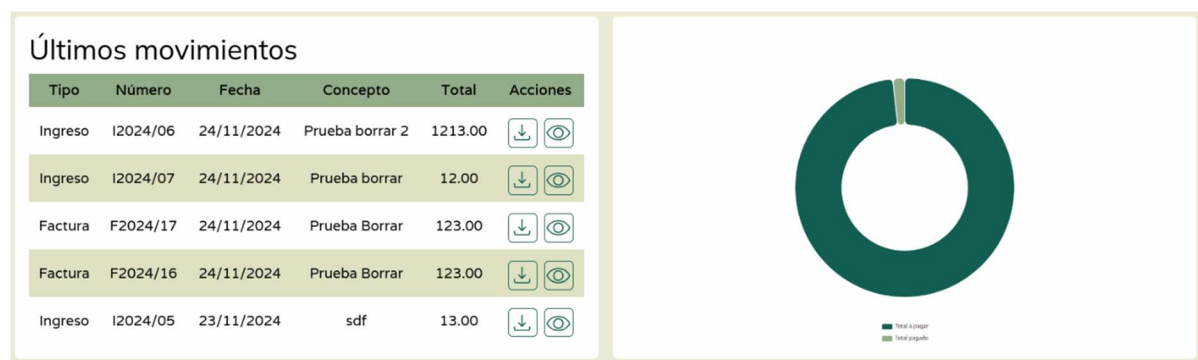 Últimos movimientos
Tipo Número Fecha Concepto Total Acciones
Ingreso I2024/06 24/11/2024 Prueba borrar 2 1213.00
Ingreso I2024/07 24/11/2024 Prueba borrar 12.00
Factura F2024/17 24/11/2024 Prueba Borrar 123.00
Factura F2024/16 24/11/2024 Prueba Borrar 123.00
Ingreso I2024/05 23/11/2024 sdf 13.00
Total a pagar
Total pagado